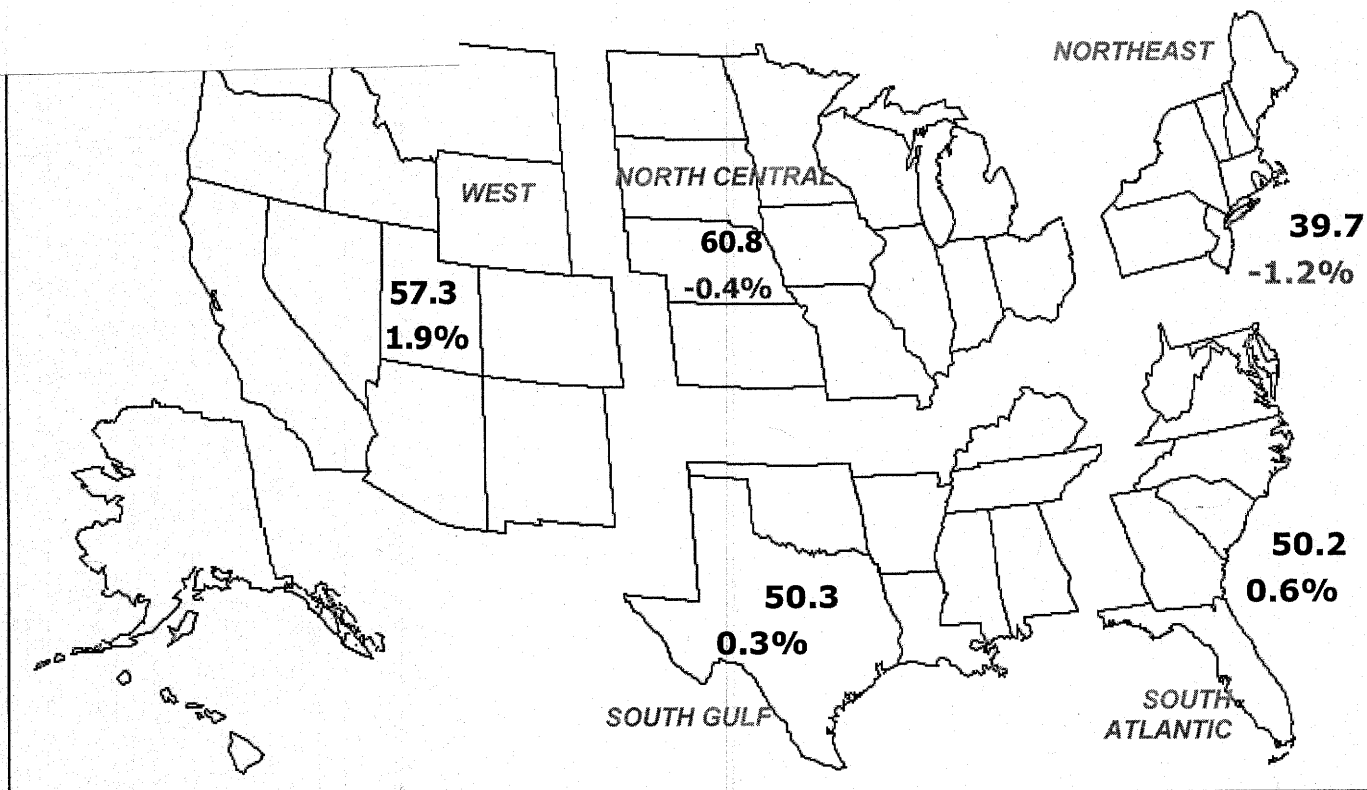 NORTHEAST
39.7
-1.2%
WEST
57.3
1.9%
NORTH CENTRAL
60.8
-0.4%
50.3
0.3%
SOUTH GULF
50.2
0.6%
SOUTH
ATLANTIC